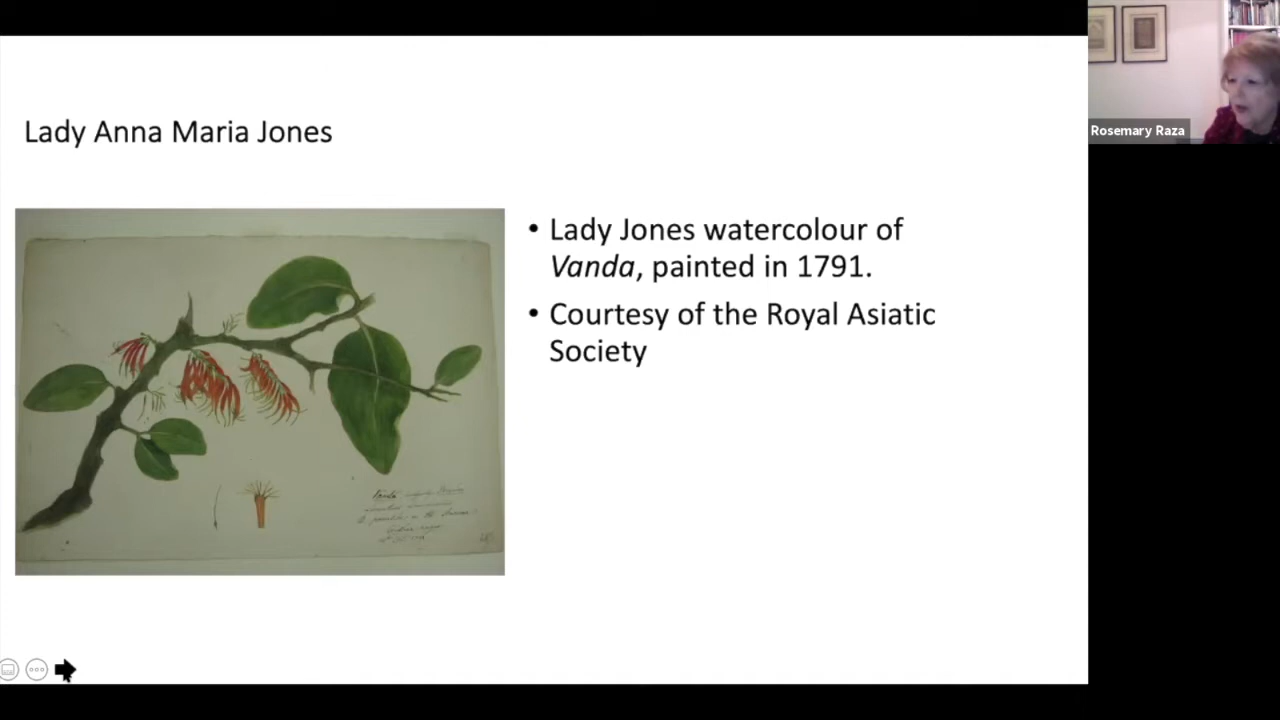 Lady Anna Maria Jones
• Lady Jones watercolour of
Vanda, painted in 1791.
• Courtesy of the Royal Asiatic
Society
Rosemary Raza